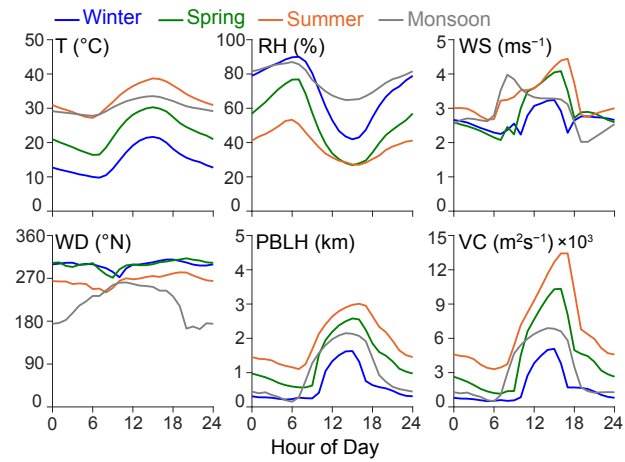 Winter Spring Summer Monsoon
T (°C) RH (%) WS (ms⁻¹)
50 100 5
40 80 4
30 60 3
20 40 2
10 20 1
0 0 0
WD (°N) PBLH (km) VC (m²s⁻¹) ×10³
360 5 15
270 4 12
180 3 9
90 2 6
0 1 3
0 0
0 6 12 18 24 0 6 12 18 24 0 6 12 18 24
Hour of Day